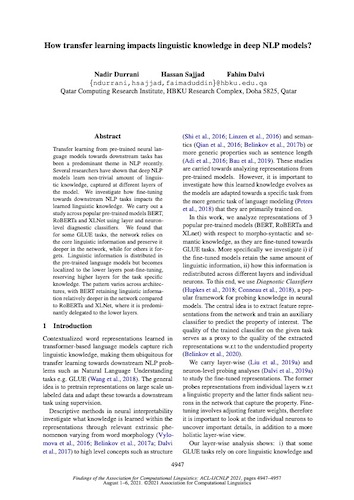 How transfer learning impacts linguistic knowledge in deep NLP models?
Nadir Durrani Hassan Sajjad Fahim Dalvi
{ndurrani,hsajjad,faimaduddin}@hbku.edu.qa
Qatar Computing Research Institute, HBKU Research Complex, Doha 5825, Qatar
Abstract
Transfer learning from pre-trained neural lan-
guage models towards downstream tasks has
been a predominant theme in NLP recently.
Several researchers have shown that deep NLP
models learn non-trivial amount of linguis-
tic knowledge, captured at different layers of
the model. We investigate how fine-tuning
towards downstream NLP tasks impacts the
learned linguistic knowledge. We carry out a
study across popular pre-trained models BERT,
RoBERTa and XLNet using layer and neuron-
level diagnostic classifiers. We found that
for some GLUE tasks, the network relies on
the core linguistic information and preserve it
deeper in the network, while for others it for-
gets. Linguistic information is distributed in
the pre-trained language models but becomes
localized to the lower layers post-fine-tuning,
reserving higher layers for the task specific
knowledge. The pattern varies across architec-
tures, with BERT retaining linguistic informa-
tion relatively deeper in the network compared
to RoBERTa and XLNet, where it is predomi-
nantly delegated to the lower layers.
1 Introduction
Contextualized word representations learned in
transformer-based language models capture rich
linguistic knowledge, making them ubiquitous for
transfer learning towards downstream NLP prob-
lems such as Natural Language Understanding
tasks e.g. GLUE (Wang et al., 2018). The general
idea is to pretrain representations on large scale un-
labeled data and adapt these towards a downstream
task using supervision.
Descriptive methods in neural interpretability
investigate what knowledge is learned within the
representations through relevant extrinsic phe-
nomenon varying from word morphology (Vylo-
mova et al., 2016; Belinkov et al., 2017a; Dalvi
et al., 2017) to high level concepts such as structure
(Shi et al., 2016; Linzen et al., 2016) and seman-
tics (Qian et al., 2016; Belinkov et al., 2017b) or
more generic properties such as sentence length
(Adi et al., 2016; Bau et al., 2019). These studies
are carried towards analyzing representations from
pre-trained models. However, it is important to
investigate how this learned knowledge evolves as
the models are adapted towards a specific task from
the more generic task of language modeling (Peters
et al., 2018) that they are primarily trained on.
In this work, we analyze representations of 3
popular pre-trained models (BERT, RoBERTa and
XLNet) with respect to morpho-syntactic and se-
mantic knowledge, as they are fine-tuned towards
GLUE tasks. More specifically we investigate i) if
the fine-tuned models retain the same amount of
linguistic information, ii) how this information is
redistributed across different layers and individual
neurons. To this end, we use Diagnostic Classifiers
(Hupkes et al., 2018; Conneau et al., 2018), a pop-
ular framework for probing knowledge in neural
models. The central idea is to extract feature repre-
sentations from the network and train an auxiliary
classifier to predict the property of interest. The
quality of the trained classifier on the given task
serves as a proxy to the quality of the extracted
representations w.r.t to the understudied property
(Belinkov et al., 2020).
We carry layer-wise (Liu et al., 2019a) and
neuron-level probing analyses (Dalvi et al., 2019a)
to study the fine-tuned representations. The former
probes representations from individual layers w.r.t
a linguistic property and the latter finds salient neu-
rons in the network that capture the property. Fine-
tuning involves adjusting feature weights, therefore
it is important to look at the individual neurons to
uncover important details, in addition to a more
holistic layer-wise view.
Our layer-wise analysis shows: i) that some
GLUE tasks rely on core linguistic knowledge and
4947
Findings of the Association for Computational Linguistics: ACL-IJCNLP 2021, pages 4947–4957
August 1–6, 2021. ©2021 Association for Computational Linguistics